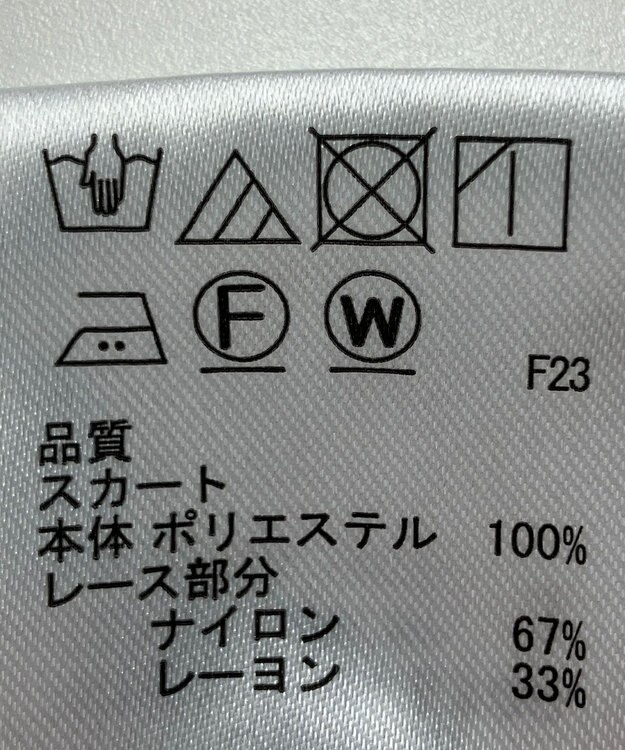 F W F23
品質
スカート
本体 ポリエステル 100%
レース部分
ナイロン 67%
レーヨン 33%